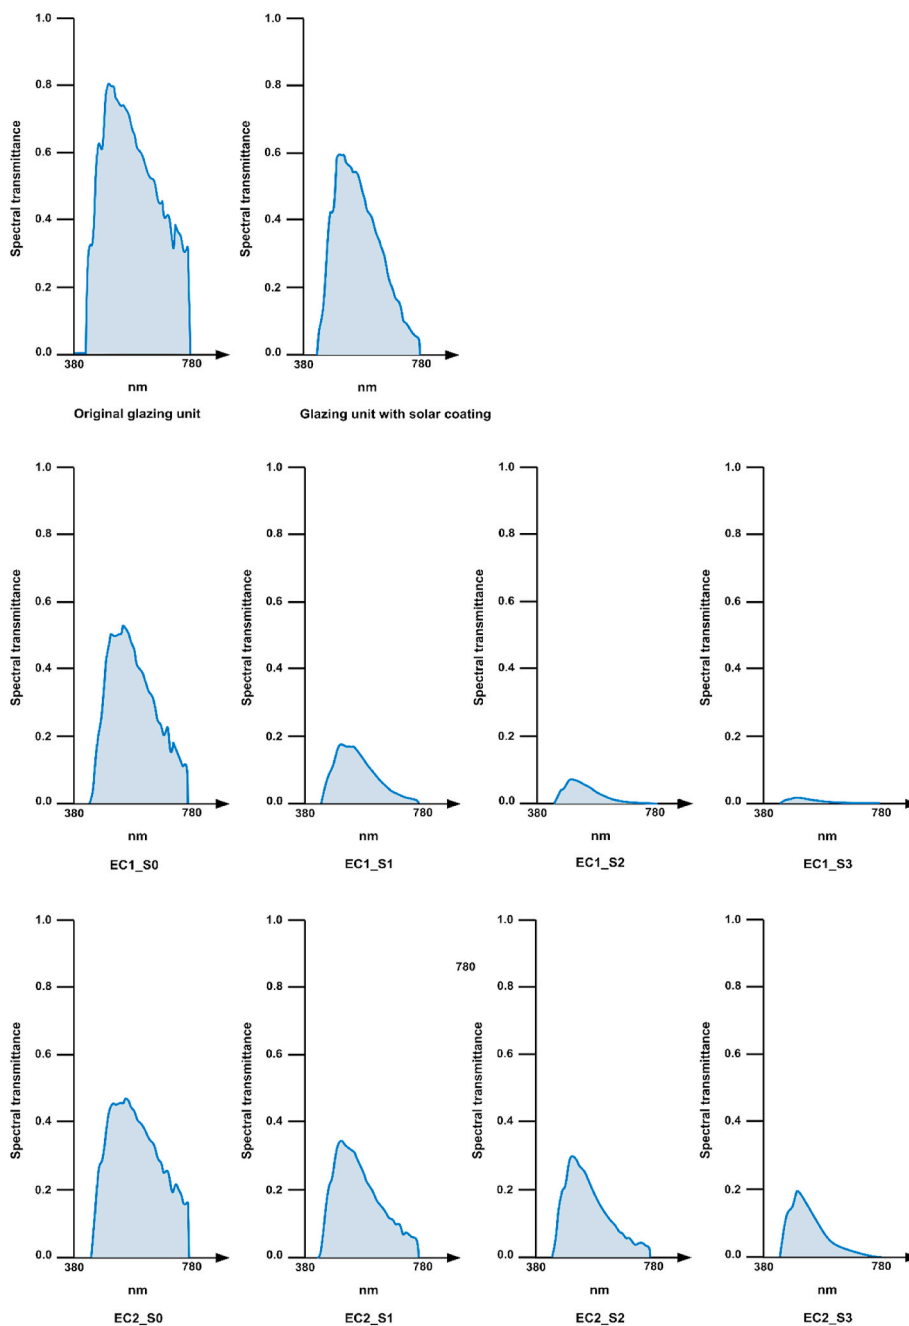 1.0 1.0
0.8 0.8
0.6 0.6
Spectral transmittance Spectral transmittance
0.4 0.4
0.2 0.2
0.0 0.0
380 780 380 780
nm nm
Original glazing unit Glazing unit with solar coating
1.0 1.0 1.0 1.0
0.8 0.8 0.8 0.8
0.6 0.6 0.6 0.6
Spectral transmittance Spectral transmittance Spectral transmittance Spectral transmittance
0.4 0.4 0.4 0.4
0.2 0.2 0.2 0.2
0.0 0.0 0.0 0.0
380 780 380 780 380 780 380 780
nm nm nm nm
EC1_S0 EC1_S1 EC1_S2 EC1_S3
1.0 1.0 1.0 1.0
780
0.8 0.8 0.8 0.8
0.6 0.6 0.6 0.6
Spectral transmittance Spectral transmittance Spectral transmittance Spectral transmittance
0.4 0.4 0.4 0.4
0.2 0.2 0.2 0.2
0.0 0.0 0.0 0.0
380 780 380 780 380 780 380 780
nm nm nm nm
EC2_S0 EC2_S1 EC2_S2 EC2_S3